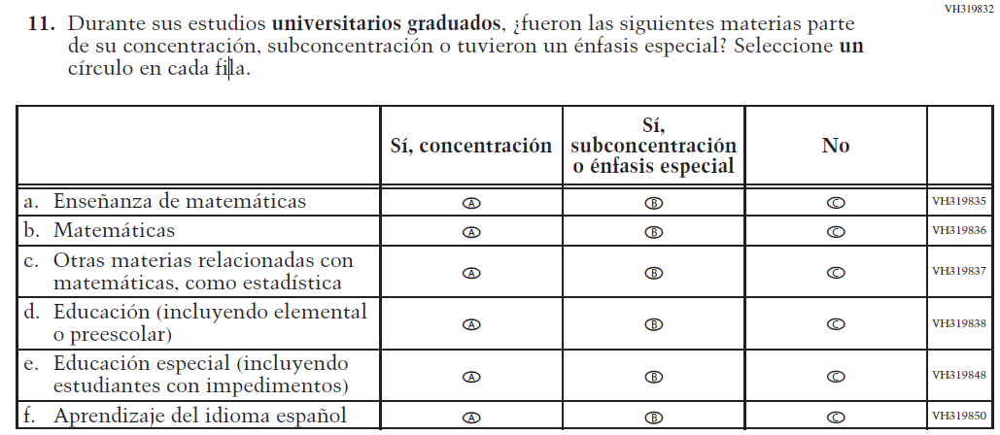 VH319832
11. Durante sus estudios universitarios graduados, ¿fueron las siguientes materias parte
de su concentración, subconcentración o tuvieron un énfasis especial? Seleccione un
círculo en cada fila.
Sí, concentración
Sí,
subconcentración
o énfasis especial
No
a. Enseñanza de matemáticas A B C VH319835
b. Matemáticas A B C VH319836
c. Otras materias relacionadas con
matemáticas, como estadística A B C VH319837
d. Educación (incluyendo elemental
o preescolar) A B C VH319838
e. Educación especial (incluyendo
estudiantes con impedimentos) A B C VH319848
f. Aprendizaje del idioma español A B C VH319850